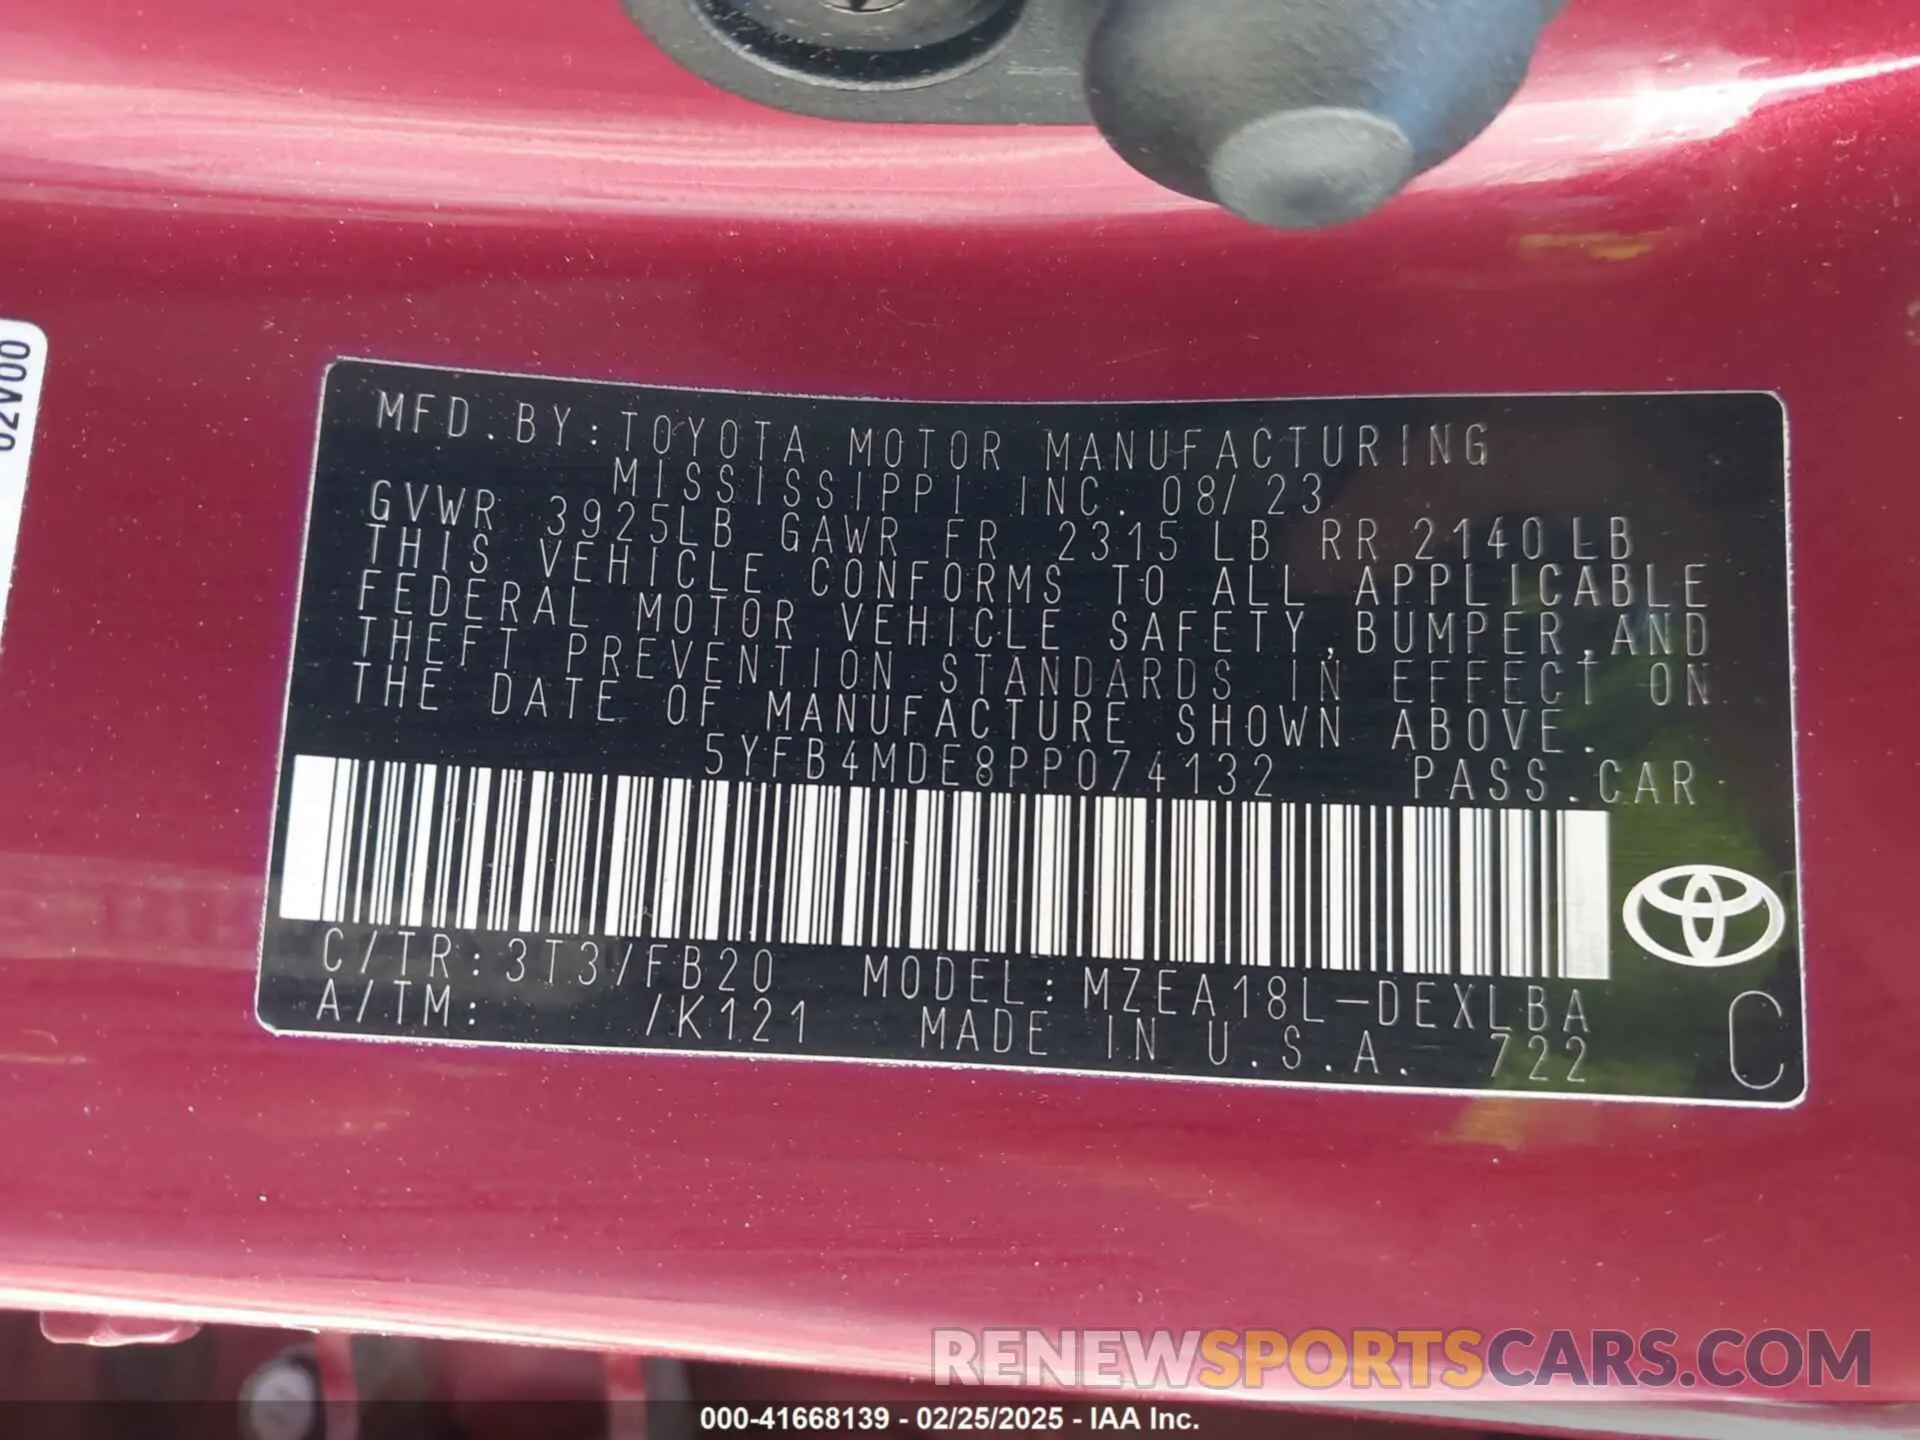 02V00
MFD.BY:TOYOTA MOTOR MANUFACTURING
MISSISSIPPI INC. 08/23
GVWR 3925LB GAWR FR 2315LB RR 2140LB
THIS VEHICLE CONFORMS TO ALL APPLICABLE
FEDERAL MOTOR VEHICLE SAFETY,BUMPER,AND
THEFT PREVENTION STANDARDS IN EFFECT ON
THE DATE OF MANUFACTURE SHOWN ABOVE.
5YFB4MDE8PP074132 PASS.CAR
C/TR:3T3/FB20 MODEL:MZEA18L-DEXLBA
A/TM: /K121 MADE IN U.S.A. 722
C
RENEWSPORTSCARS.COM
000-41668139 - 02/25/2025 - IAA Inc.